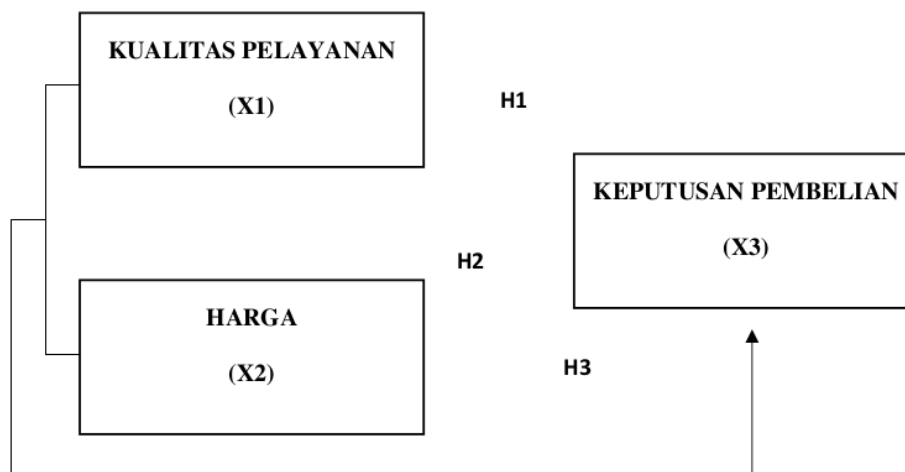 KUALITAS PELAYANAN
(X1)
H1
KEPUTUSAN PEMBELIAN
(X3)
H2
HARGA
(X2)
H3